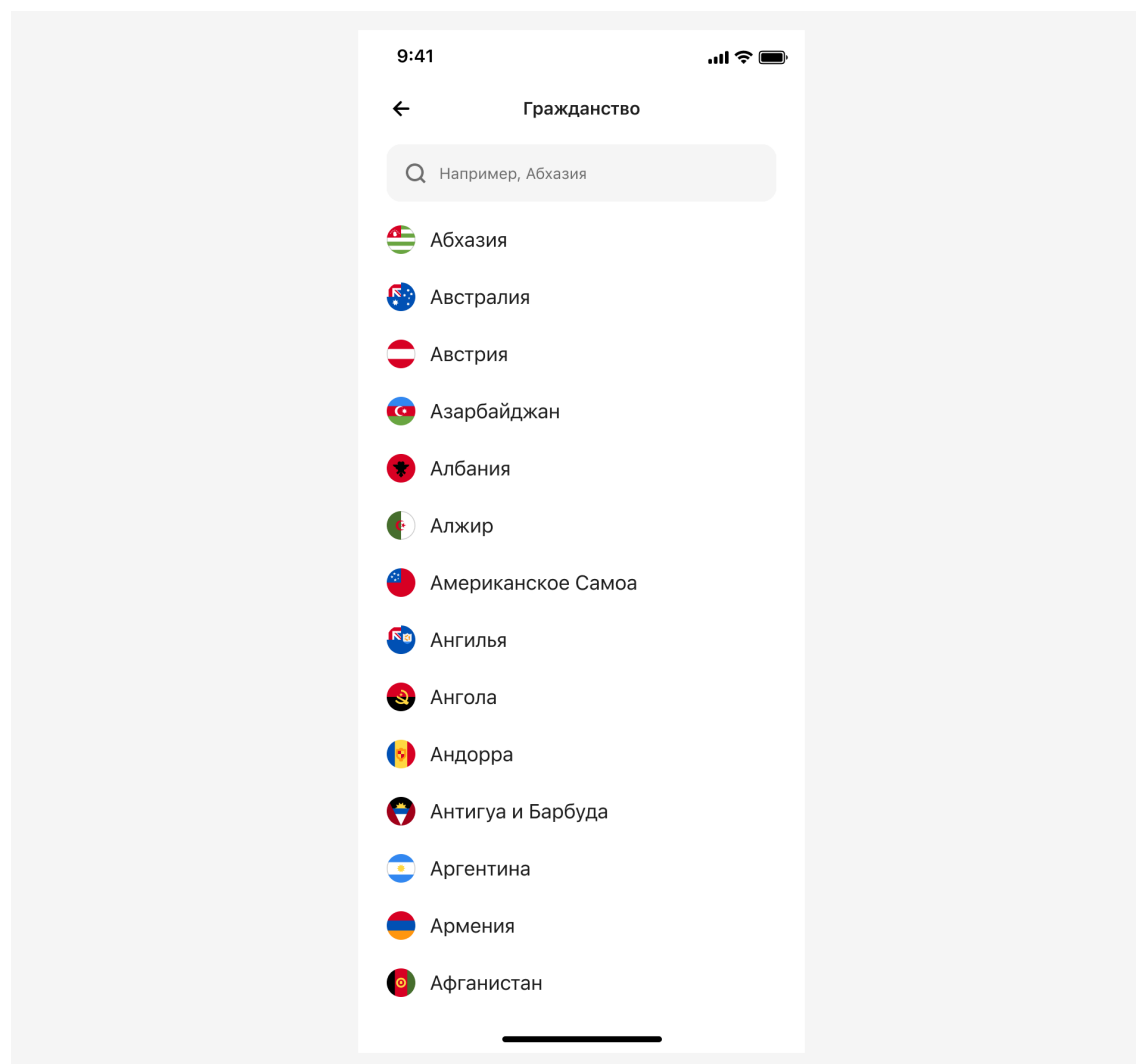 9:41
Гражданство
Например, Абхазия
Абхазия
Австралия
Австрия
Азарбайджан
Албания
Алжир
Американское Самоа
Ангилья
Ангола
Андорра
Антигуа и Барбуда
Аргентина
Армения
Афганистан